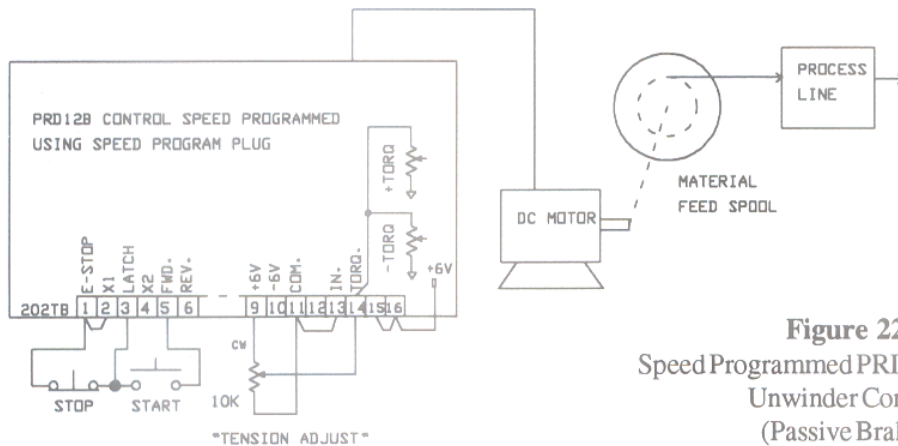 PRD12B CONTROL SPEED PROGRAMMED
USING SPEED PROGRAM PLUG
+TORQ
-TORQ
+6V
E-STOP
X1
LATCH
X2
FWD.
REV.
+6V
-6V
COM.
IN.
TORQ.
202TB 1 2 3 4 5 6 9 10 11 12 13 14 15 16
CW
10K
STOP START
"TENSION ADJUST"
DC MOTOR
MATERIAL
FEED SPOOL
PROCESS
LINE
Figure 22
Speed Programmed
Unwinder
(Passive